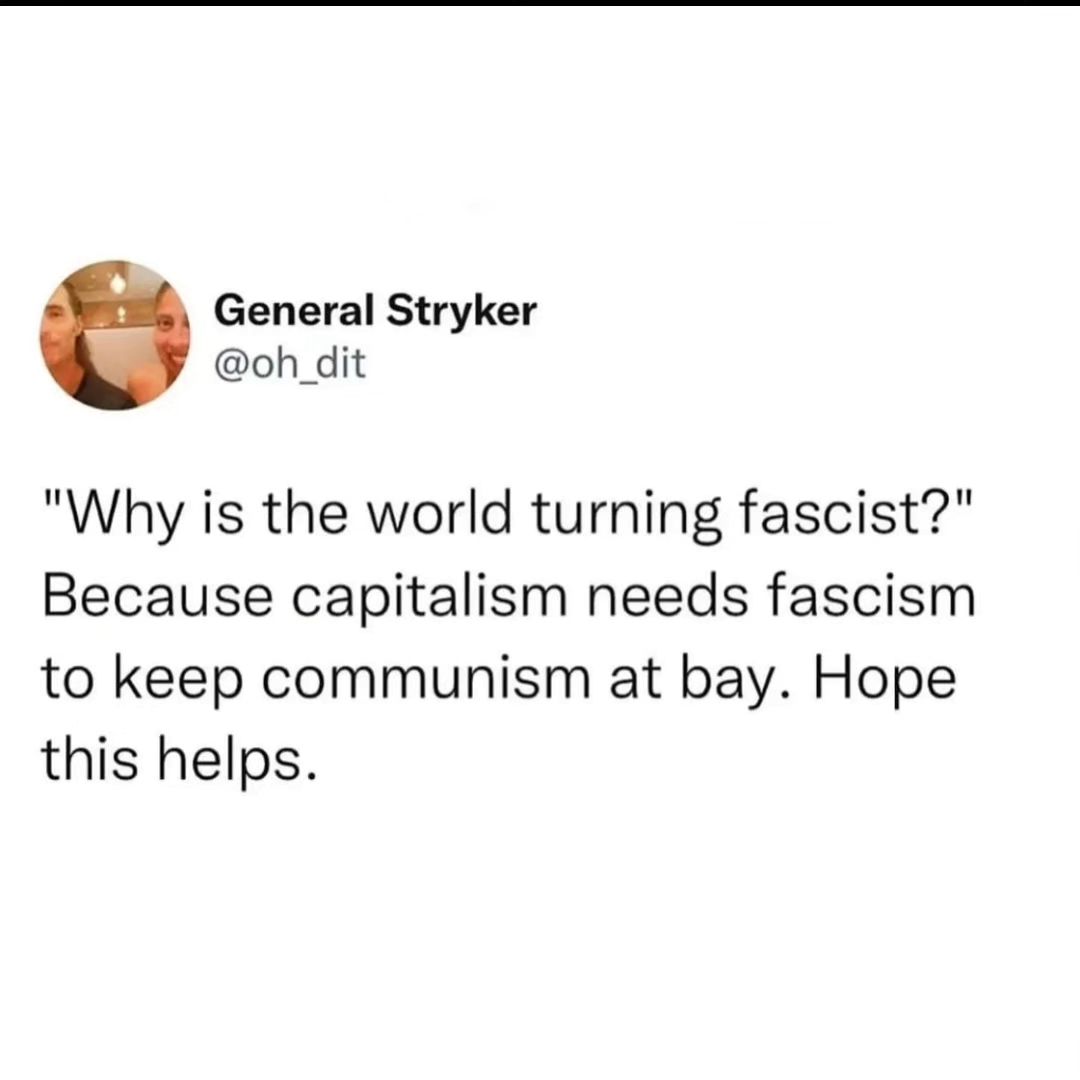 General Stryker
@oh_dit
"Why is the world turning fascist?"
Because capitalism needs fascism
to keep communism at bay. Hope
this helps.